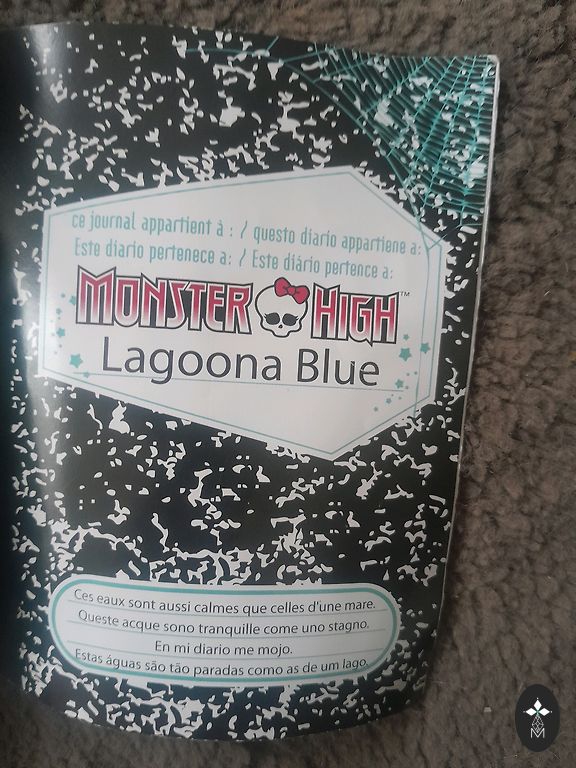 ce journal appartient à : / questo diario appartiene a:
Este diario pertenece a: / Este diário pertence a:
MONSTER HIGH™
Lagoona Blue
Ces eaux sont aussi calmes que celles d'une mare.
Queste acque sono tranquille come uno stagno.
En mi diario me mojo.
Estas águas são tão paradas como as de um lago.
M